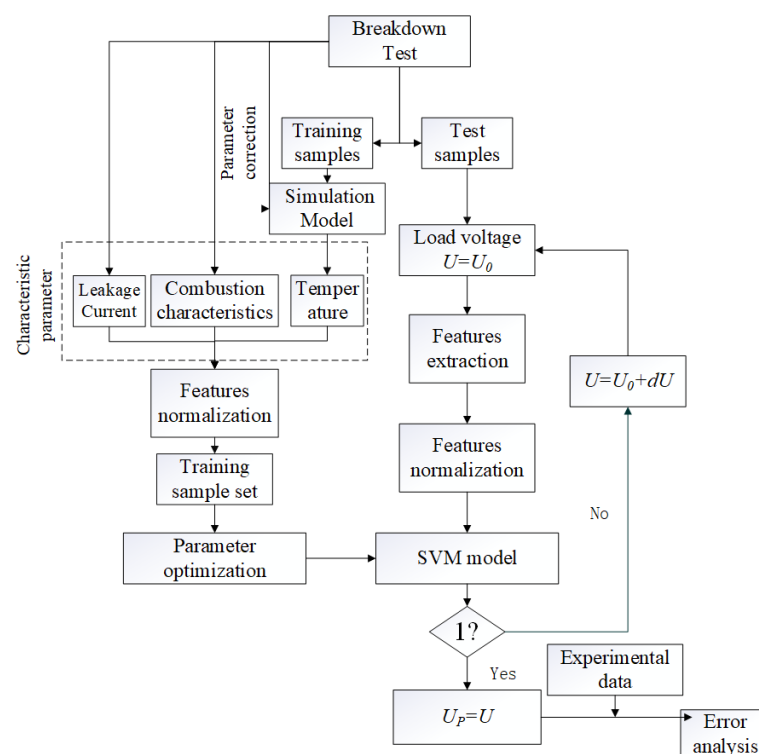 Breakdown
Test
Parameter
correction
Training
samples
Test
samples
Simulation
Model
Load voltage
U=U₀
Characteristic
parameter
Leakage
Current
Combustion
characteristics
Temper
ature
Features
extraction
U=U₀+dU
Features
normalization
Features
normalization
Training
sample set
No
Parameter
optimization
SVM model
1?
Yes
Experimental
data
U_P=U
Error
analysis